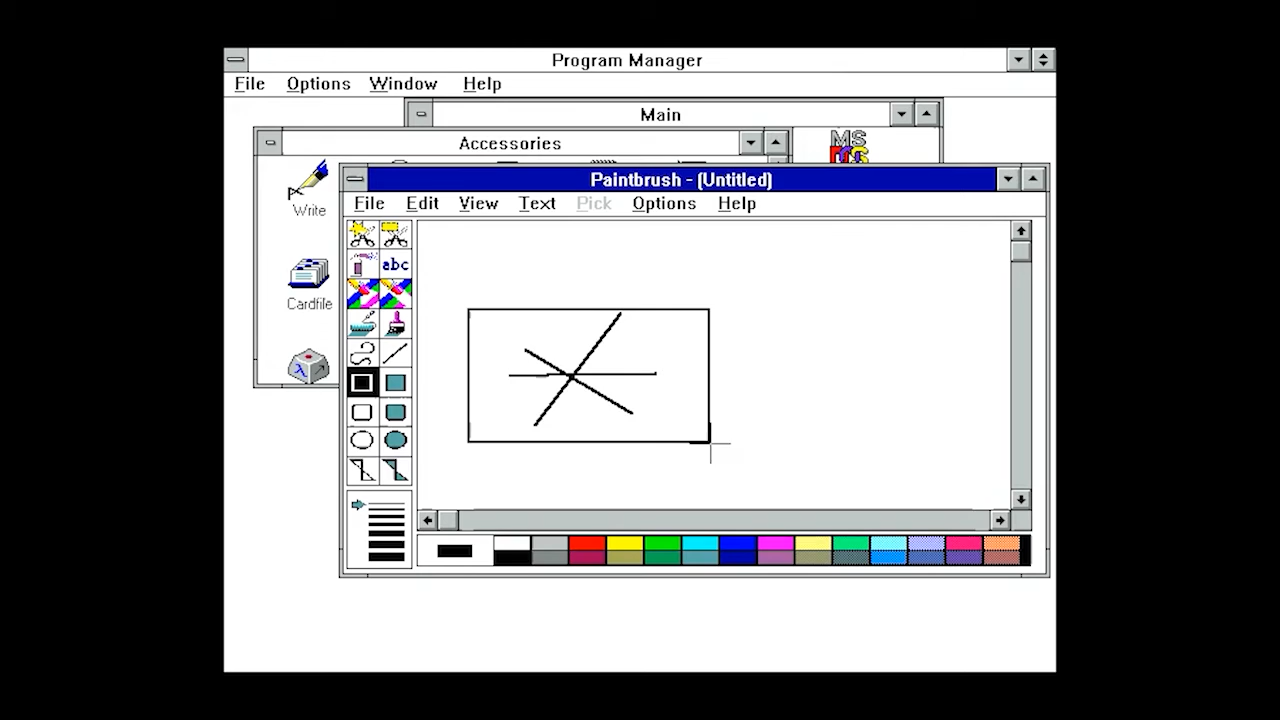 Program Manager
File Options Window Help
Main
Accessories
MS
Paintbrush - (Untitled)
File Edit View Text Pick Options Help
Write
abc
Cardfile
λ